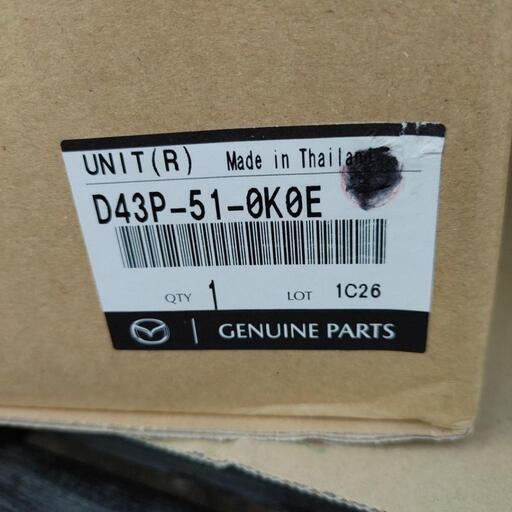 UNIT(R) Made in Thailand
D43P-51-0K0E
QTY 1 LOT 1C26
GENUINE PARTS